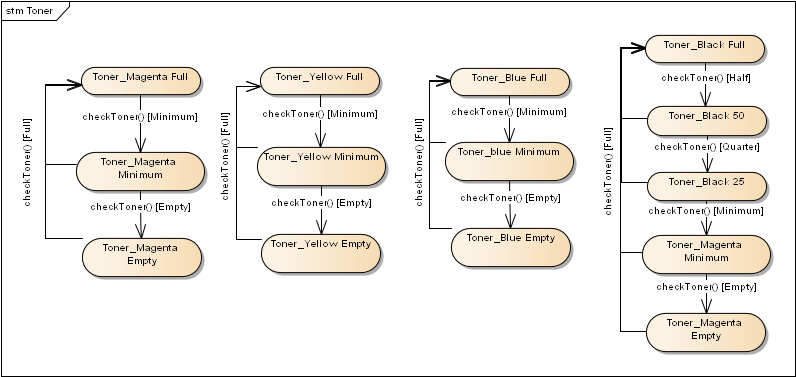 stm Toner
Toner_Magenta Full
checkToner() [Minimum]
Toner_Magenta
Minimum
checkToner() [Empty]
Toner_Magenta
Empty
checkToner() [Full]
Toner_Yellow Full
checkToner() [Minimum]
Toner_Yellow Minimum
checkToner() [Empty]
Toner_Yellow Empty
checkToner() [Full]
Toner_Blue Full
checkToner() [Minimum]
Toner_blue Minimum
checkToner() [Empty]
Toner_Blue Empty
checkToner() [Full]
Toner_Black Full
checkToner() [Half]
Toner_Black 50
checkToner() [Quarter]
Toner_Black 25
checkToner() [Minimum]
Toner_Magenta
Minimum
checkToner() [Empty]
Toner_Magenta
Empty
checkToner() [Full]